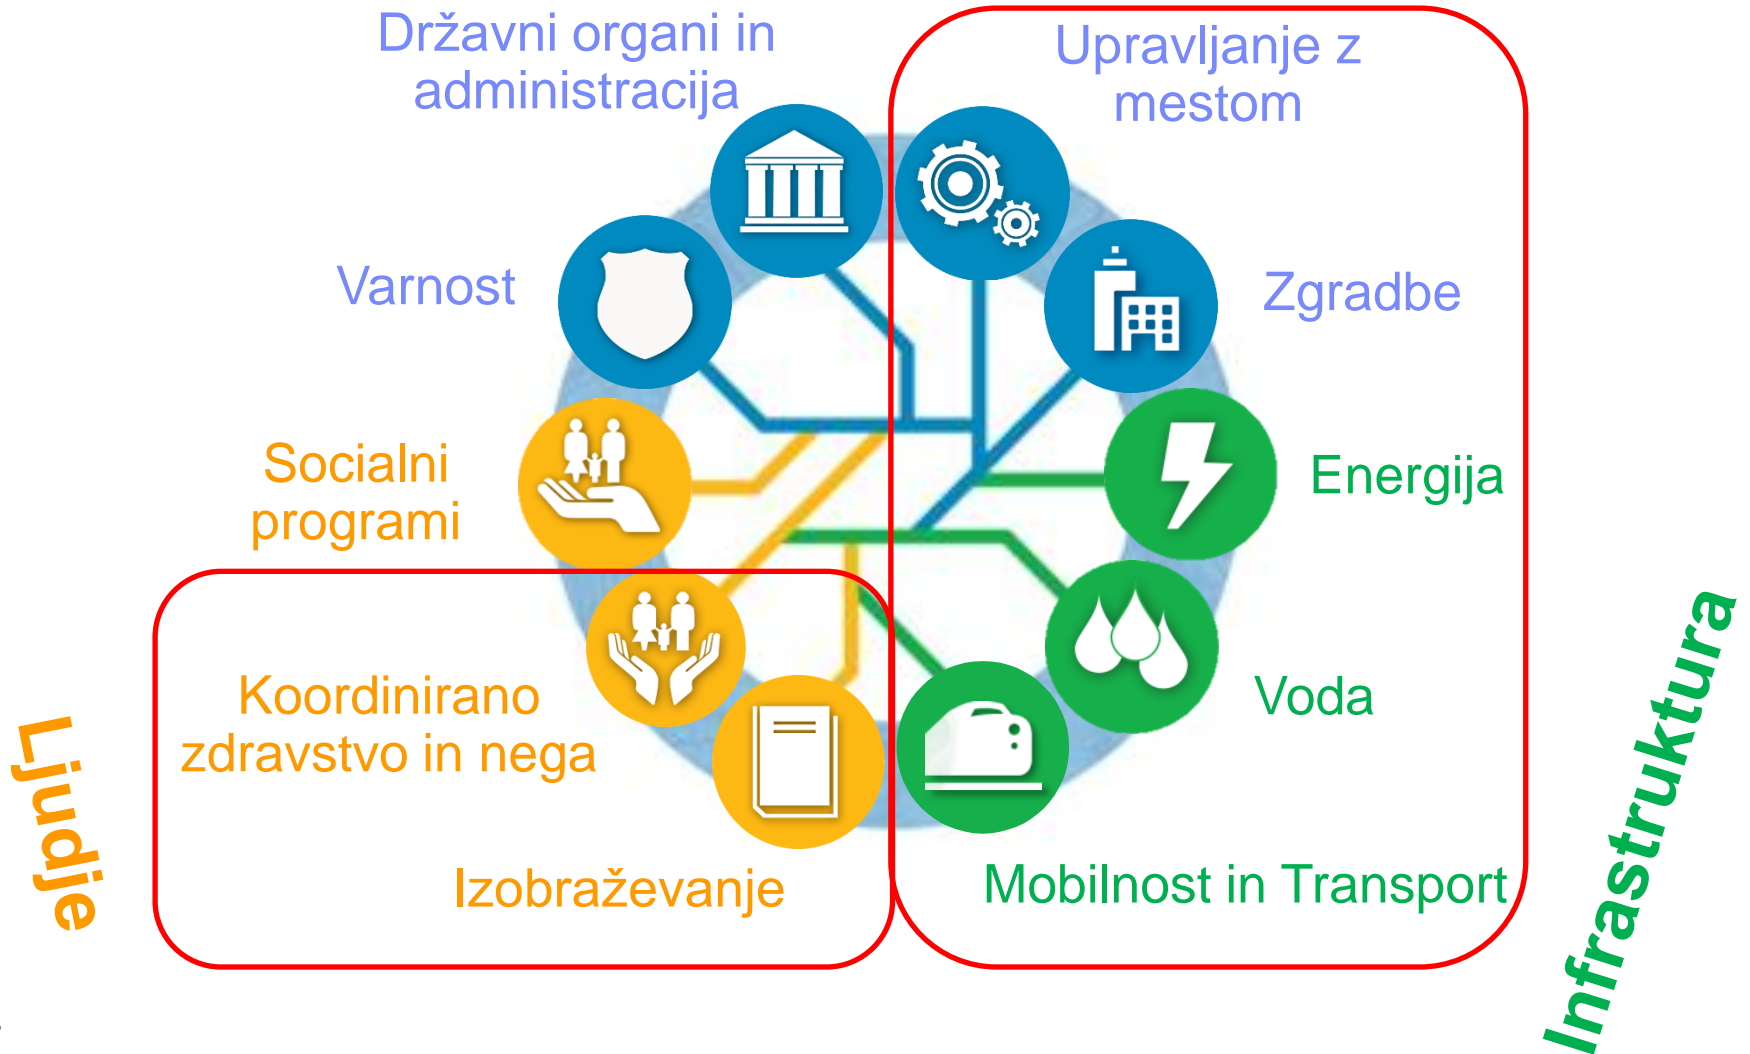 Državni organi in
administracija
Upravljanje z
mestom
Varnost
Zgradbe
Socialni
programi
Energija
Koordinirano
zdravstvo in nega
Voda
Izobraževanje
Mobilnost in Transport
Ljudje
Infrastruktura